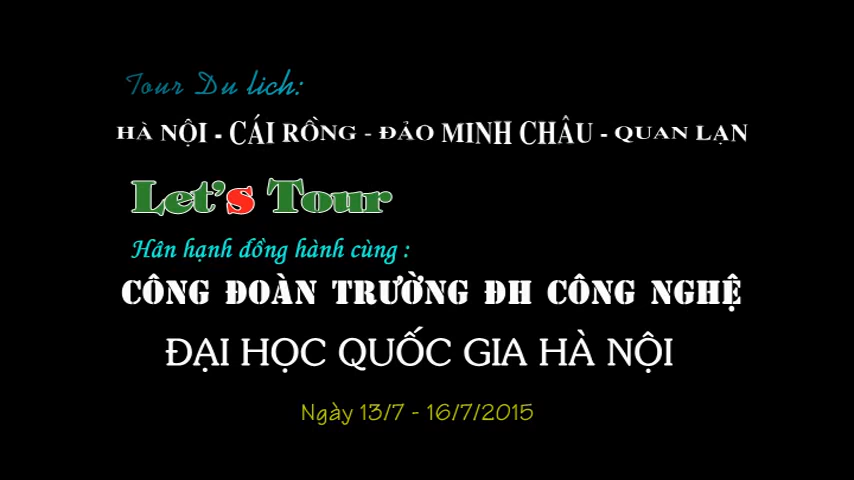 Tour Du lich:
HÀ NỘI - CÁI RỒNG - ĐẢO MINH CHÂU - QUAN LẠN
Let's Tour
Hân hạnh đồng hành cùng :
CÔNG ĐOÀN TRƯỜNG ĐH CÔNG NGHỆ
ĐẠI HỌC QUỐC GIA HÀ NỘI
Ngày 13/7 - 16/7/2015